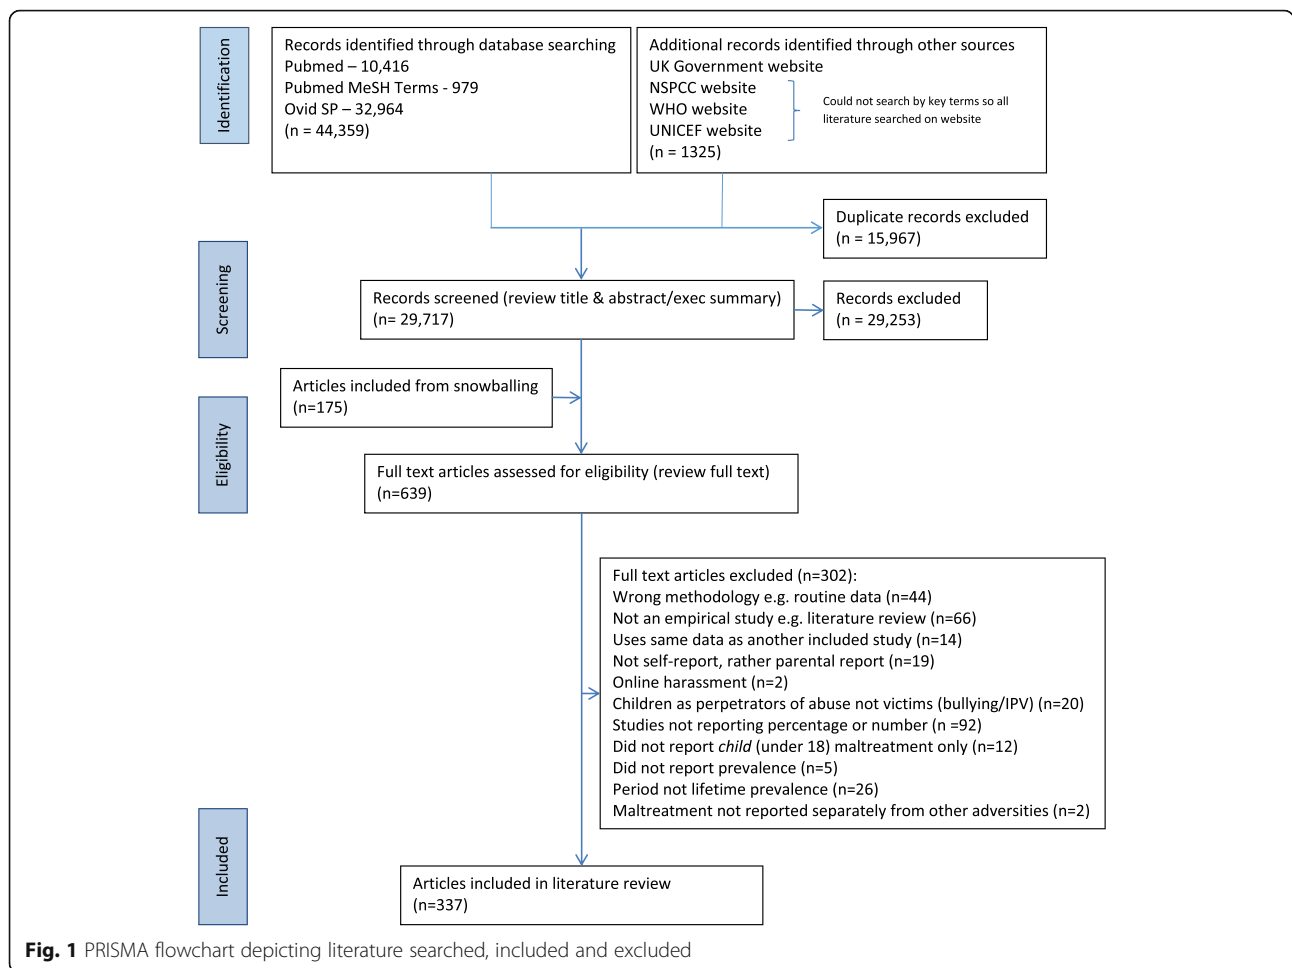 Identification
Records identified through database searching
Pubmed – 10,416
Pubmed MeSH Terms - 979
Ovid SP – 32,964
(n = 44,359)
Additional records identified through other sources
UK Government website
NSPCC website
WHO website
UNICEF website
(n = 1325)
Could not search by key terms so all
literature searched on website
Duplicate records excluded
(n = 15,967)
Screening
Records screened (review title & abstract/exec summary)
(n= 29,717)
Records excluded
(n = 29,253)
Articles included from snowballing
(n=175)
Eligibility
Full text articles assessed for eligibility (review full text)
(n=639)
Full text articles excluded (n=302):
Wrong methodology e.g. routine data (n=44)
Not an empirical study e.g. literature review (n=66)
Uses same data as another included study (n=14)
Not self-report, rather parental report (n=19)
Online harassment (n=2)
Children as perpetrators of abuse not victims (bullying/IPV) (n=20)
Studies not reporting percentage or number (n =92)
Did not report child (under 18) maltreatment only (n=12)
Did not report prevalence (n=5)
Period not lifetime prevalence (n=26)
Maltreatment not reported separately from other adversities (n=2)
Included
Articles included in literature review
(n=337)
Fig. 1 PRISMA flowchart depicting literature searched, included and excluded